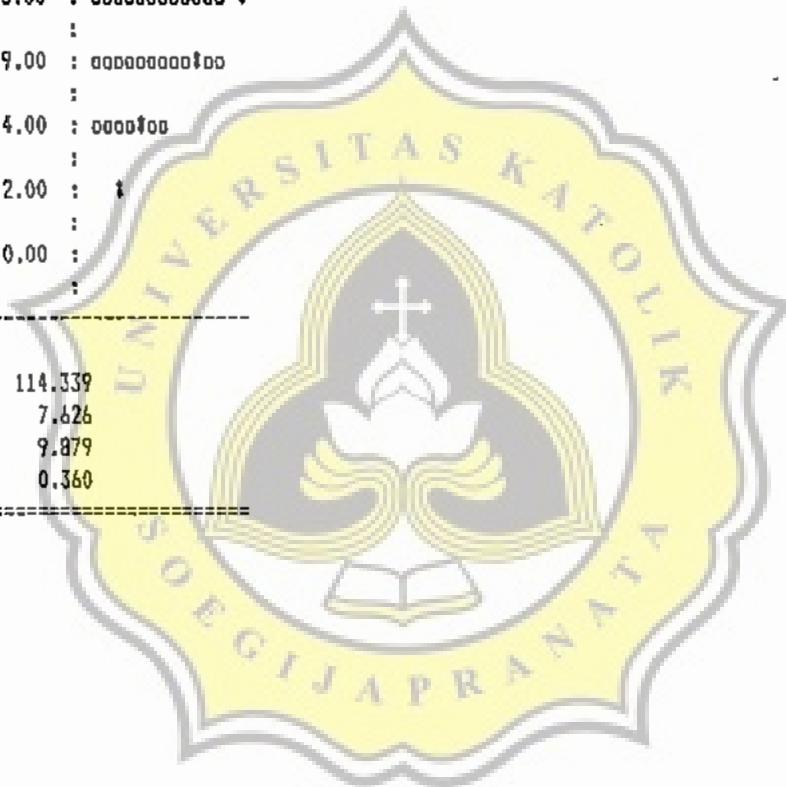 9.00 : ooooooooo*oo
:
4.00 : oooo*oo
:
2.00 : *
:
0.00 :
:
--------------------
114.339
7.626
9.879
0.360
====================
UNIVERSITAS KATOLIK
SOEGIJAPRANATA